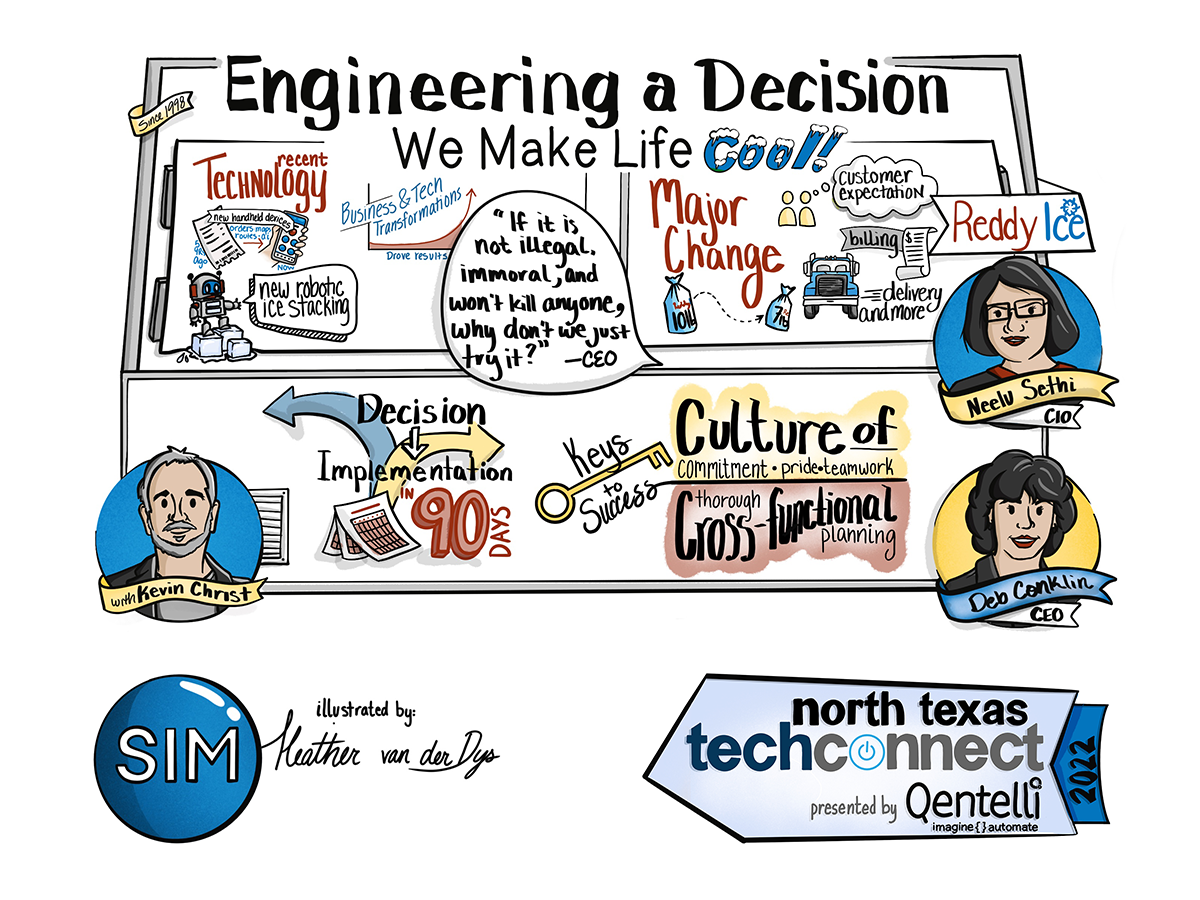 Engineering a Decision
We Make Life Cool!
Since 1998
recent
Technology
new handheld devices
orders maps
routes
5
yrs
ago
NOW
new robotic
ice stacking
Business & Tech
Transformations
Drove results
"If it is
not illegal,
immoral, and
won't kill anyone,
why don't we just
try it?"
—CEO
Major
Change
10lb
7lb
customer
expectation
billing
delivery
and more
Reddy Ice
Neelu Sethi
CIO
Decision
Implementation
IN
90
DAYS
Keys
to
Success
Culture of
commitment • pride • teamwork
thorough
Cross-functional
planning
with Kevin Christ
Deb Conklin
CEO
SIM
illustrated by:
Heather van der Dys
north texas
techconnect
2022
presented by Qentelli
imagine {} automate